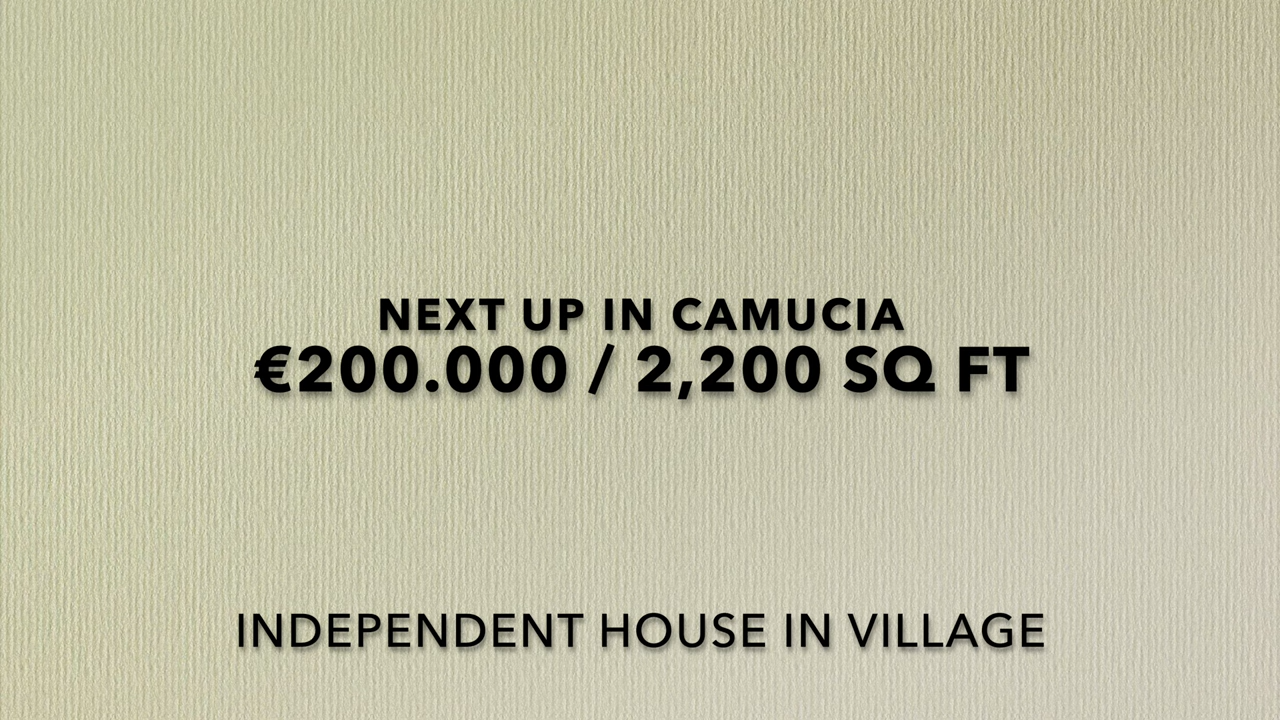 NEXT UP IN CAMUCIA
€200.000 / 2,200 SQ FT
INDEPENDENT HOUSE IN VILLAGE